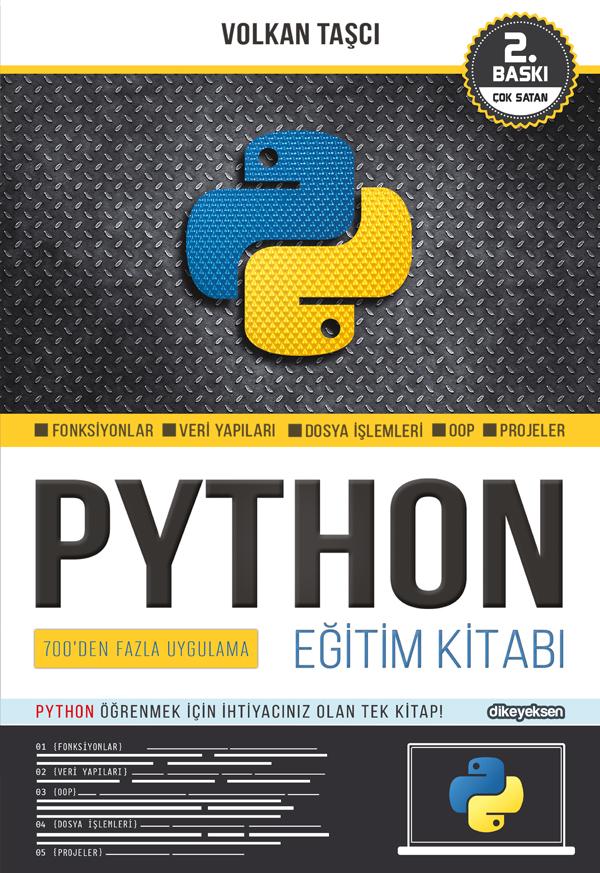 VOLKAN TAŞCI
2.
BASKI
ÇOK SATAN
FONKSİYONLAR VERİ YAPILARI DOSYA İŞLEMLERİ OOP PROJELER
PYTHON
700'DEN FAZLA UYGULAMA
EĞİTİM KİTABI
PYTHON ÖĞRENMEK İÇİN İHTİYACINIZ OLAN TEK KİTAP!
dikeyeksen
01 {FONKSİYONLAR}
02 {VERİ YAPILARI}
03 {OOP}
04 {DOSYA İŞLEMLERİ}
05 {PROJELER}